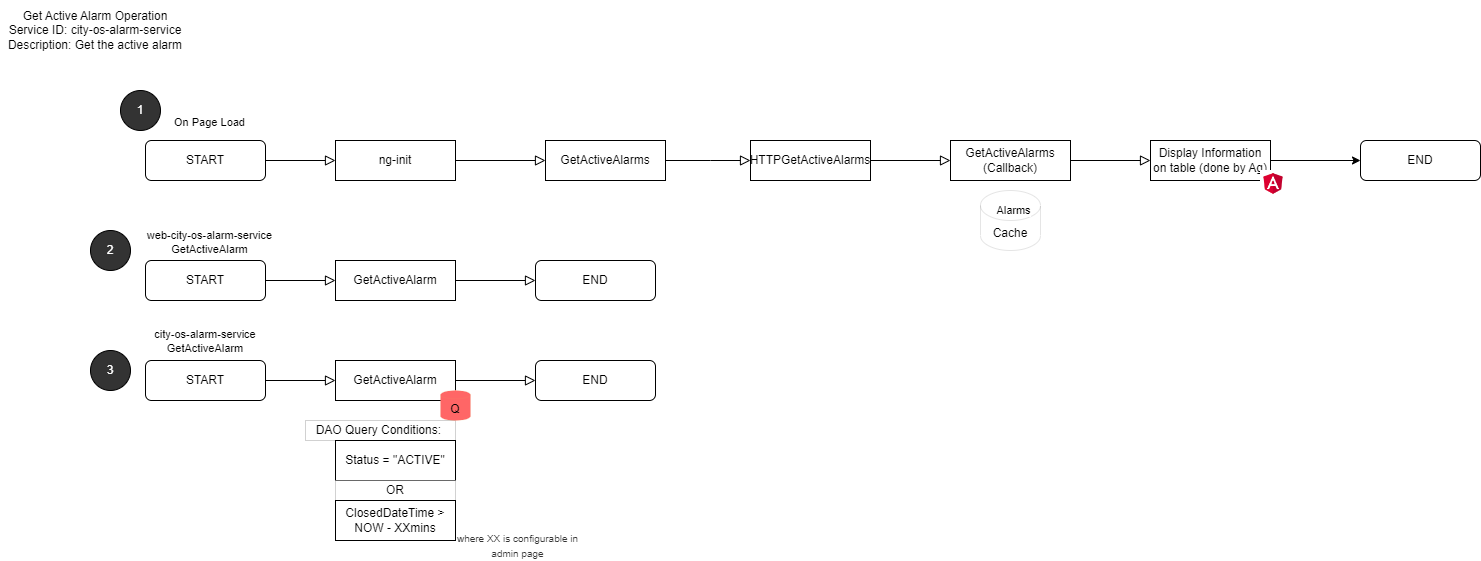 Get Active Alarm Operation
Service ID: city-os-alarm-service
Description: Get the active alarm
1
On Page Load
START
ng-init
GetActiveAlarms
HTTPGetActiveAlarms
GetActiveAlarms
(Callback)
Display Information
on table (done by Ag)
A
END
Alarms
Cache
2
web-city-os-alarm-service
GetActiveAlarm
START
GetActiveAlarm
END
3
city-os-alarm-service
GetActiveAlarm
START
GetActiveAlarm
END
Q
DAO Query Conditions:
Status = "ACTIVE"
OR
ClosedDateTime >
NOW - XXmins
where XX is configurable in
admin page